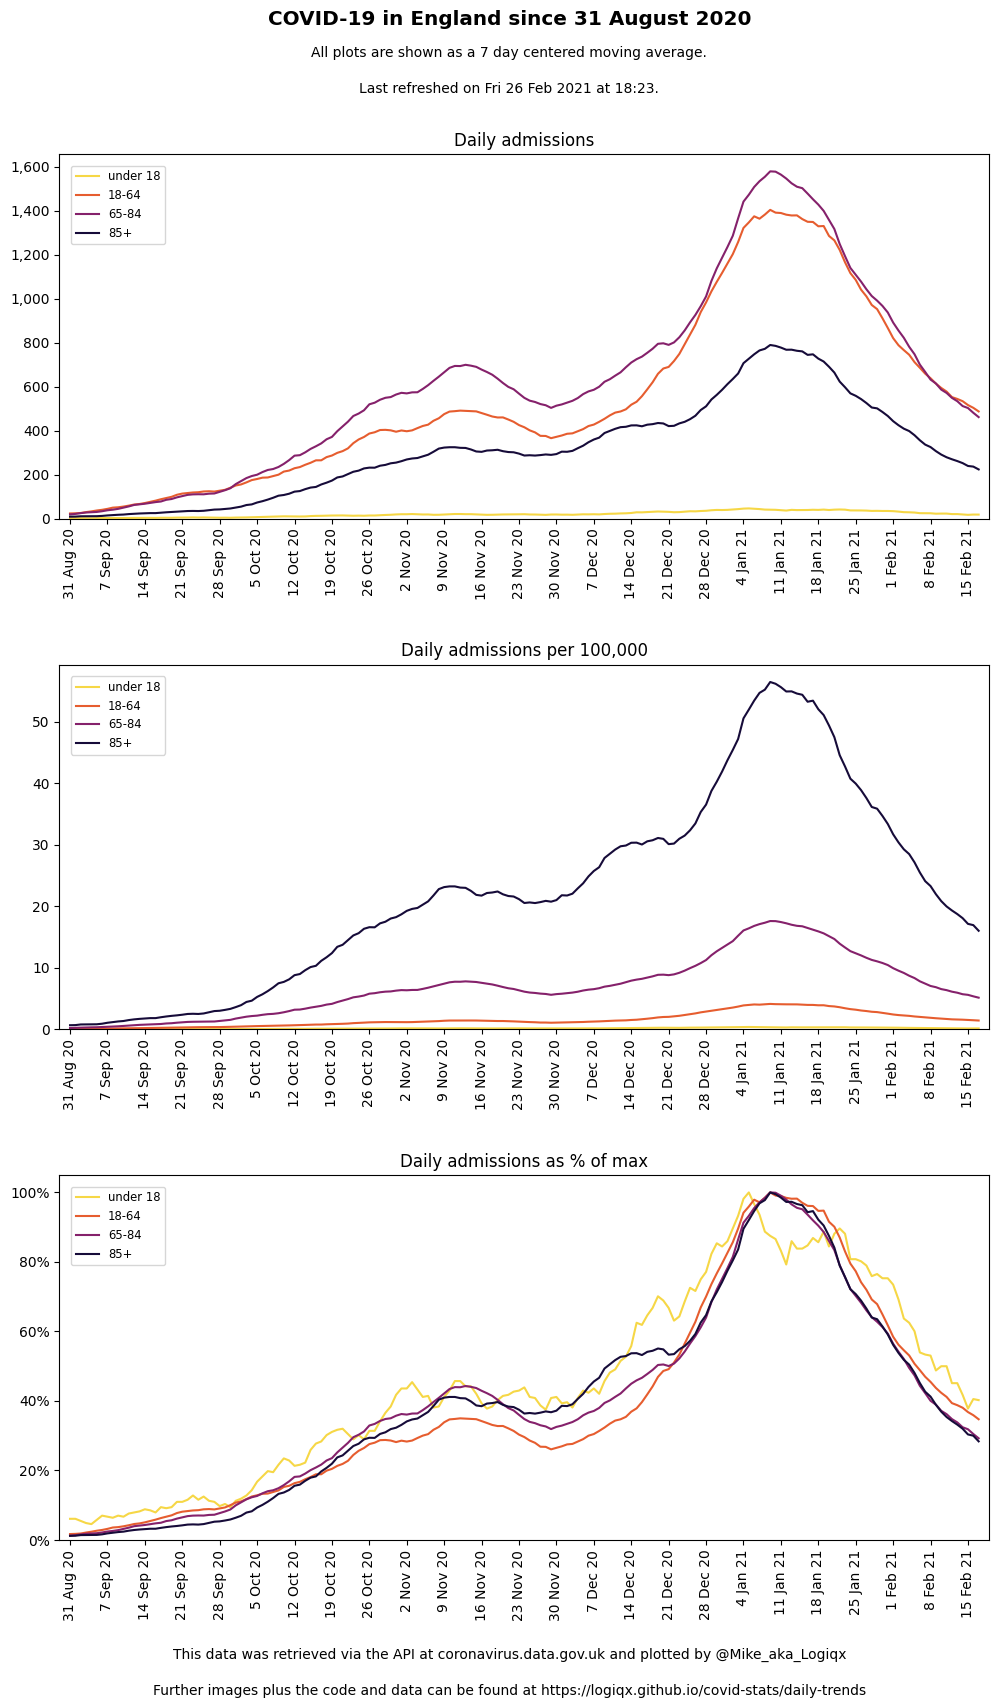 COVID-19 in England since 31 August 2020
All plots are shown as a 7 day centered moving average.
Last refreshed on Fri 26 Feb 2021 at 18:23.
Daily admissions
1,600
1,400
1,200
1,000
800
600
400
200
0
under 18
18-64
65-84
85+
31 Aug 20
7 Sep 20
14 Sep 20
21 Sep 20
28 Sep 20
5 Oct 20
12 Oct 20
19 Oct 20
26 Oct 20
2 Nov 20
9 Nov 20
16 Nov 20
23 Nov 20
30 Nov 20
7 Dec 20
14 Dec 20
21 Dec 20
28 Dec 20
4 Jan 21
11 Jan 21
18 Jan 21
25 Jan 21
1 Feb 21
8 Feb 21
15 Feb 21
Daily admissions per 100,000
50
40
30
20
10
0
under 18
18-64
65-84
85+
31 Aug 20
7 Sep 20
14 Sep 20
21 Sep 20
28 Sep 20
5 Oct 20
12 Oct 20
19 Oct 20
26 Oct 20
2 Nov 20
9 Nov 20
16 Nov 20
23 Nov 20
30 Nov 20
7 Dec 20
14 Dec 20
21 Dec 20
28 Dec 20
4 Jan 21
11 Jan 21
18 Jan 21
25 Jan 21
1 Feb 21
8 Feb 21
15 Feb 21
Daily admissions as % of max
100%
80%
60%
40%
20%
0%
under 18
18-64
65-84
85+
31 Aug 20
7 Sep 20
14 Sep 20
21 Sep 20
28 Sep 20
5 Oct 20
12 Oct 20
19 Oct 20
26 Oct 20
2 Nov 20
9 Nov 20
16 Nov 20
23 Nov 20
30 Nov 20
7 Dec 20
14 Dec 20
21 Dec 20
28 Dec 20
4 Jan 21
11 Jan 21
18 Jan 21
25 Jan 21
1 Feb 21
8 Feb 21
15 Feb 21
This data was retrieved via the API at coronavirus.data.gov.uk and plotted by @Mike_aka_Logiqx
Further images plus the code and data can be found at https://logiqx.github.io/covid-stats/daily-trends